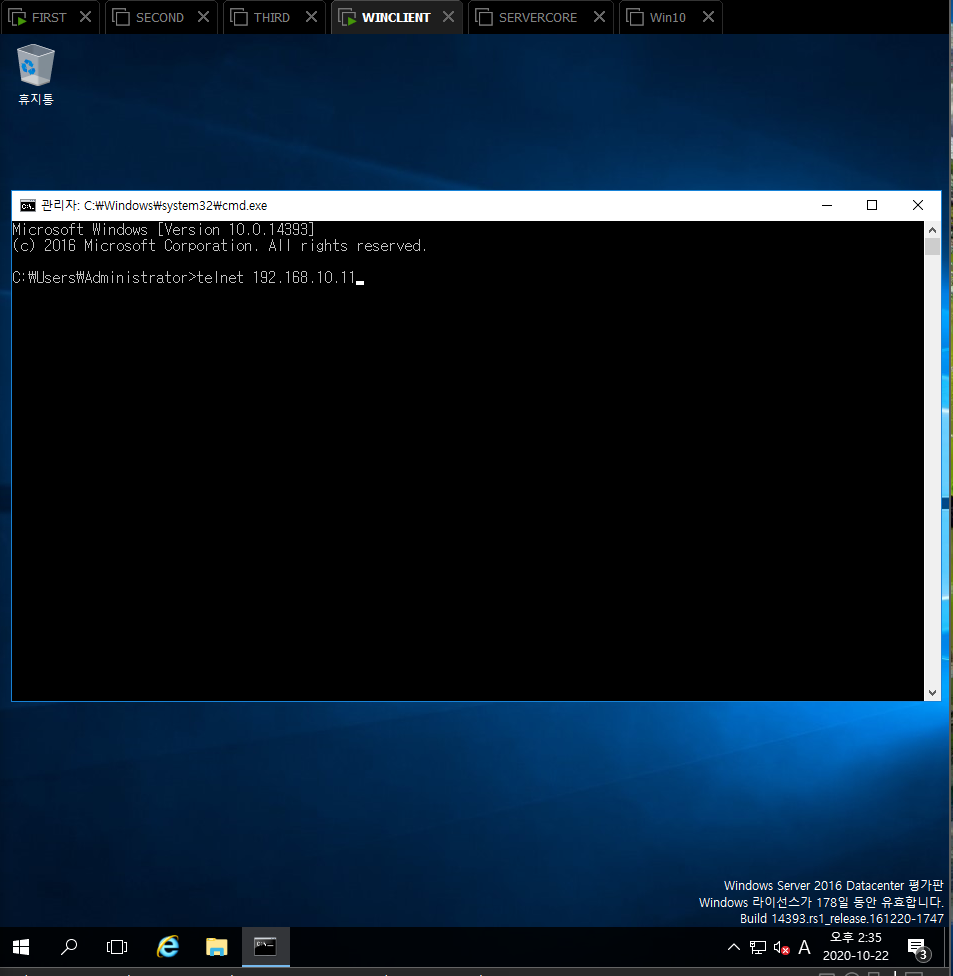 FIRST SECOND THIRD WINCLIENT SERVERCORE Win10
휴지통
관리자: C:₩Windows₩system32₩cmd.exe
Microsoft Windows [Version 10.0.14393]
(c) 2016 Microsoft Corporation. All rights reserved.
C:₩Users₩Administrator>telnet 192.168.10.11
Windows Server 2016 Datacenter 평가판
Windows 라이선스가 178일 동안 유효합니다.
Build 14393.rs1_release.161220-1747
A 오후 2:35
2020-10-22 3